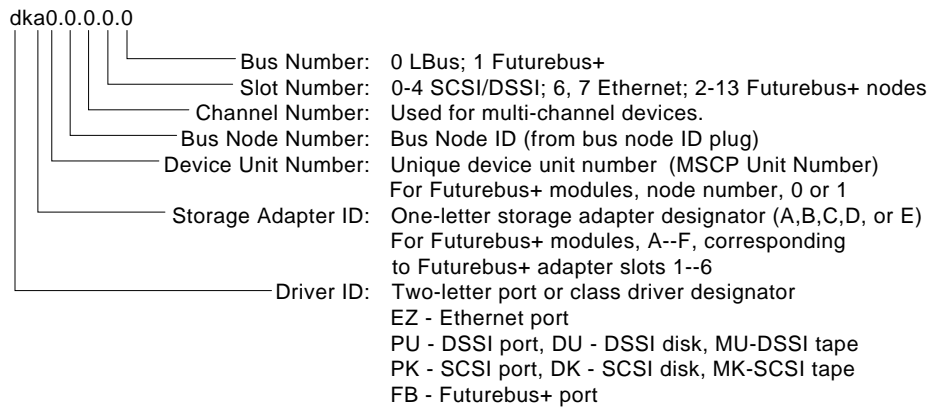 dka0.0.0.0.0
Bus Number: 0 LBus; 1 Futurebus+
Slot Number: 0-4 SCSI/DSSI; 6, 7 Ethernet; 2-13 Futurebus+ nodes
Channel Number: Used for multi-channel devices.
Bus Node Number: Bus Node ID (from bus node ID plug)
Device Unit Number: Unique device unit number (MSCP Unit Number)
For Futurebus+ modules, node number, 0 or 1
Storage Adapter ID: One-letter storage adapter designator (A,B,C,D, or E)
For Futurebus+ modules, A--F, corresponding
to Futurebus+ adapter slots 1--6
Driver ID: Two-letter port or class driver designator
EZ - Ethernet port
PU - DSSI port, DU - DSSI disk, MU-DSSI tape
PK - SCSI port, DK - SCSI disk, MK-SCSI tape
FB - Futurebus+ port